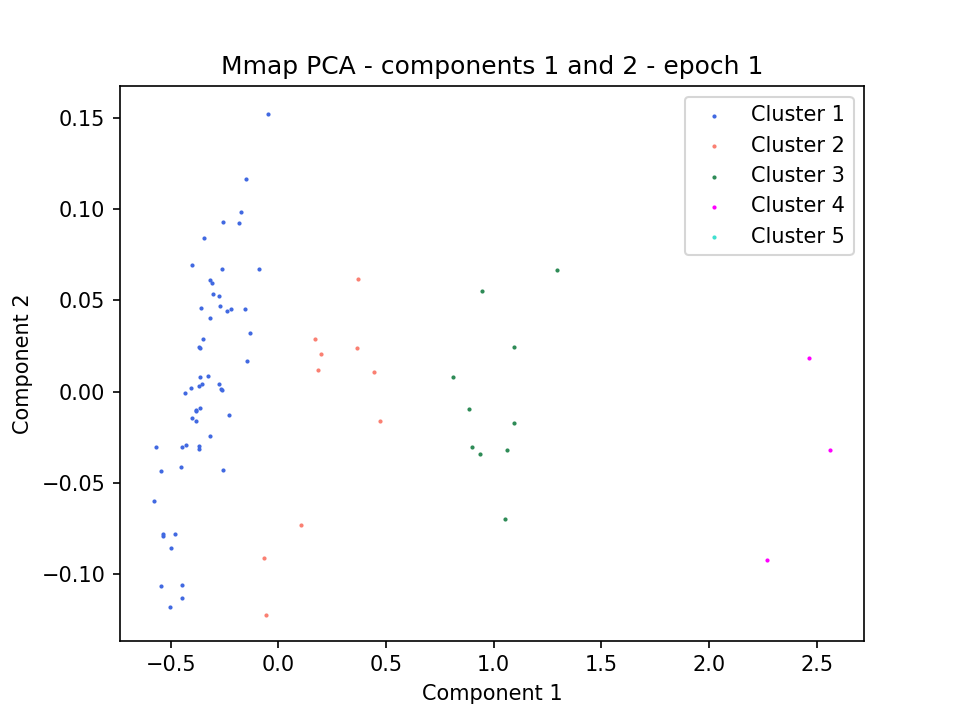 Mmap PCA - components 1 and 2 - epoch 1
Cluster 1
Cluster 2
Cluster 3
Cluster 4
Cluster 5
0.15
0.10
0.05
0.00
−0.05
−0.10
Component 2
−0.5 0.0 0.5 1.0 1.5 2.0 2.5
Component 1